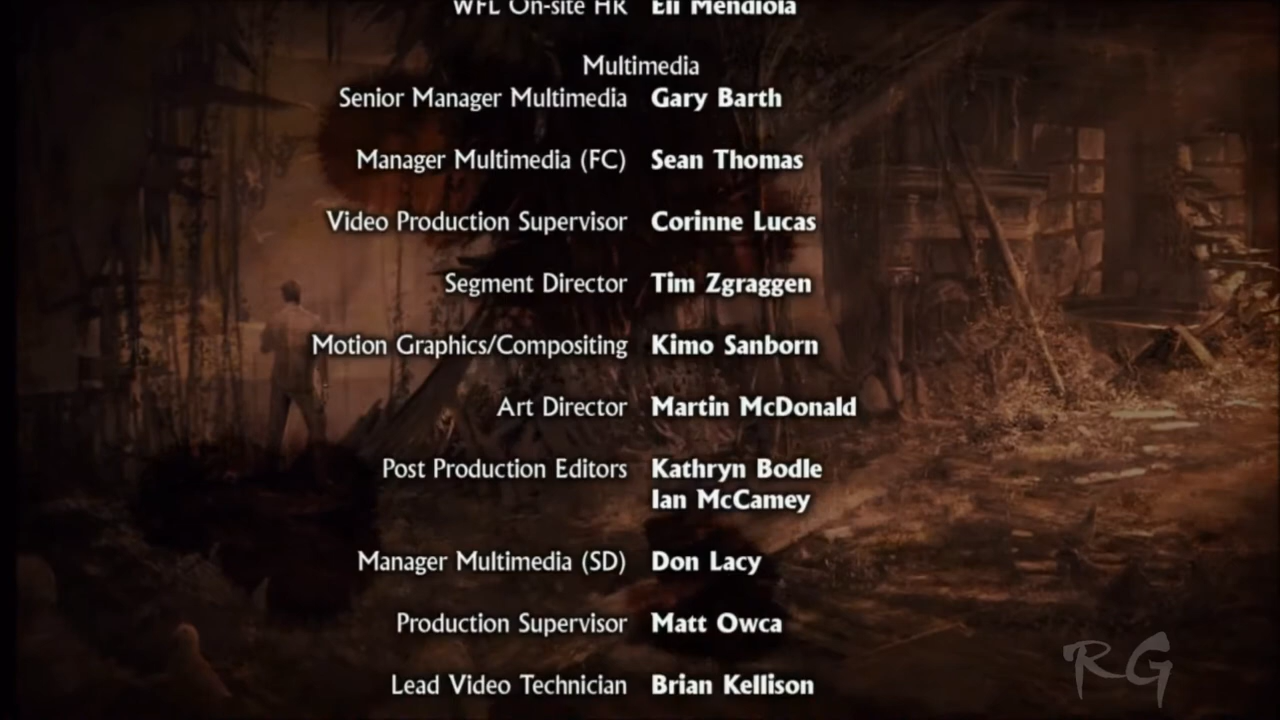 WFL On-site HR Eli Mendiola
Multimedia
Senior Manager Multimedia Gary Barth
Manager Multimedia (FC) Sean Thomas
Video Production Supervisor Corinne Lucas
Segment Director Tim Zgraggen
Motion Graphics/Compositing Kimo Sanborn
Art Director Martin McDonald
Post Production Editors Kathryn Bodle
Ian McCamey
Manager Multimedia (SD) Don Lacy
Production Supervisor Matt Owca
Lead Video Technician Brian Kellison
RG